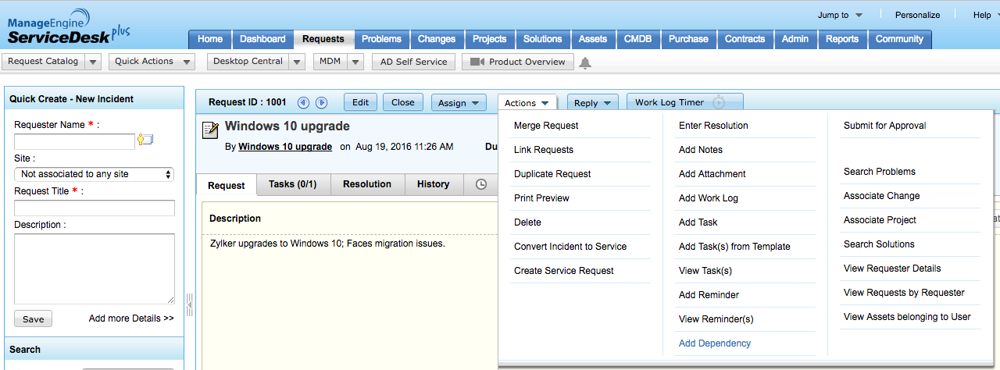 ManageEngine
ServiceDesk plus
Jump to Personalize Help
Home Dashboard Requests Problems Changes Projects Solutions Assets CMDB Purchase Contracts Admin Reports Community
Request Catalog Quick Actions Desktop Central MDM AD Self Service Product Overview
Quick Create - New Incident
Requester Name * :
Site :
Not associated to any site
Request Title * :
Description :
Save Add more Details >>
Search
Request ID : 1001 Edit Close Assign Actions Reply Work Log Timer
Windows 10 upgrade
By Windows 10 upgrade on Aug 19, 2016 11:26 AM Du
Request Tasks (0/1) Resolution History
Description
Zylker upgrades to Windows 10; Faces migration issues.
Merge Request
Link Requests
Duplicate Request
Print Preview
Delete
Convert Incident to Service
Create Service Request
Enter Resolution
Add Notes
Add Attachment
Add Work Log
Add Task
Add Task(s) from Template
View Task(s)
Add Reminder
View Reminder(s)
Add Dependency
Submit for Approval
Search Problems
Associate Change
Associate Project
Search Solutions
View Requester Details
View Requests by Requester
View Assets belonging to User